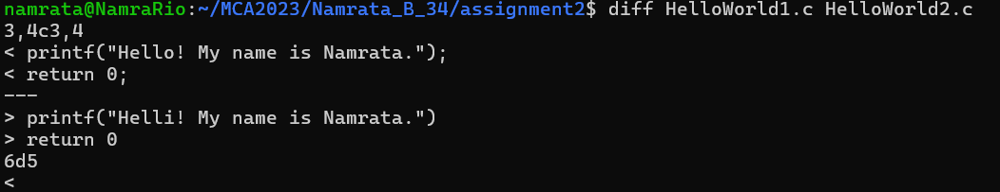 namrata@NamraRio:~/MCA2023/Namrata_B_34/assignment2$ diff HelloWorld1.c HelloWorld2.c
3,4c3,4
< printf("Hello! My name is Namrata.");
< return 0;
---
> printf("Helli! My name is Namrata.")
> return 0
6d5
<